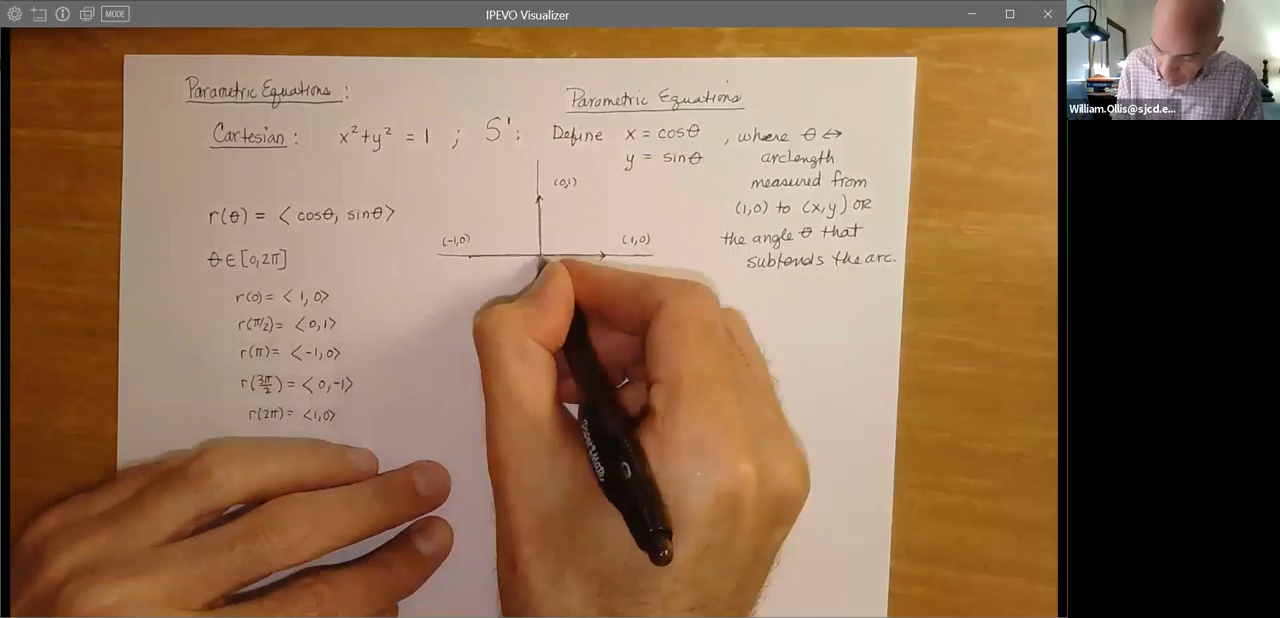 IPEVO Visualizer
MODE
William.Ollis@sjcd.e...
Parametric Equations :
Parametric Equations
Cartesian : x² + y² = 1 ; S¹ : Define x = cosθ , where θ ↔
y = sinθ arclength
measured from
(1,0) to (x,y) OR
the angle θ that
subtends the arc.
(0,1)
(-1,0)
(1,0)
r(θ) = < cosθ, sinθ >
θ ∈ [0, 2π]
r(0) = < 1, 0>
r(π/2) = < 0,1>
r(π) = < -1, 0>
r(3π/2) = < 0, -1>
r(2π) = <1, 0>